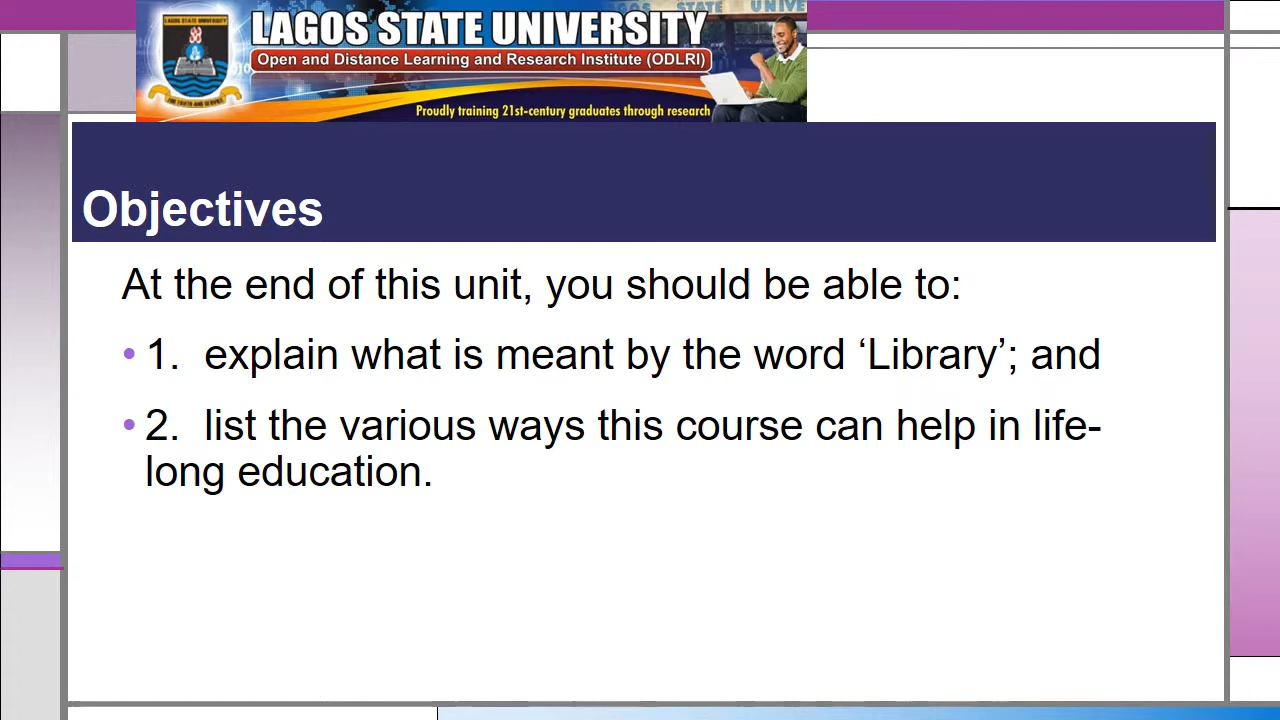 LAGOS STATE UNIVERSITY
Open and Distance Learning and Research Institute (ODLRI)
Proudly training 21st-century graduates through research
Objectives
At the end of this unit, you should be able to:
• 1. explain what is meant by the word ‘Library’; and
• 2. list the various ways this course can help in life-
long education.